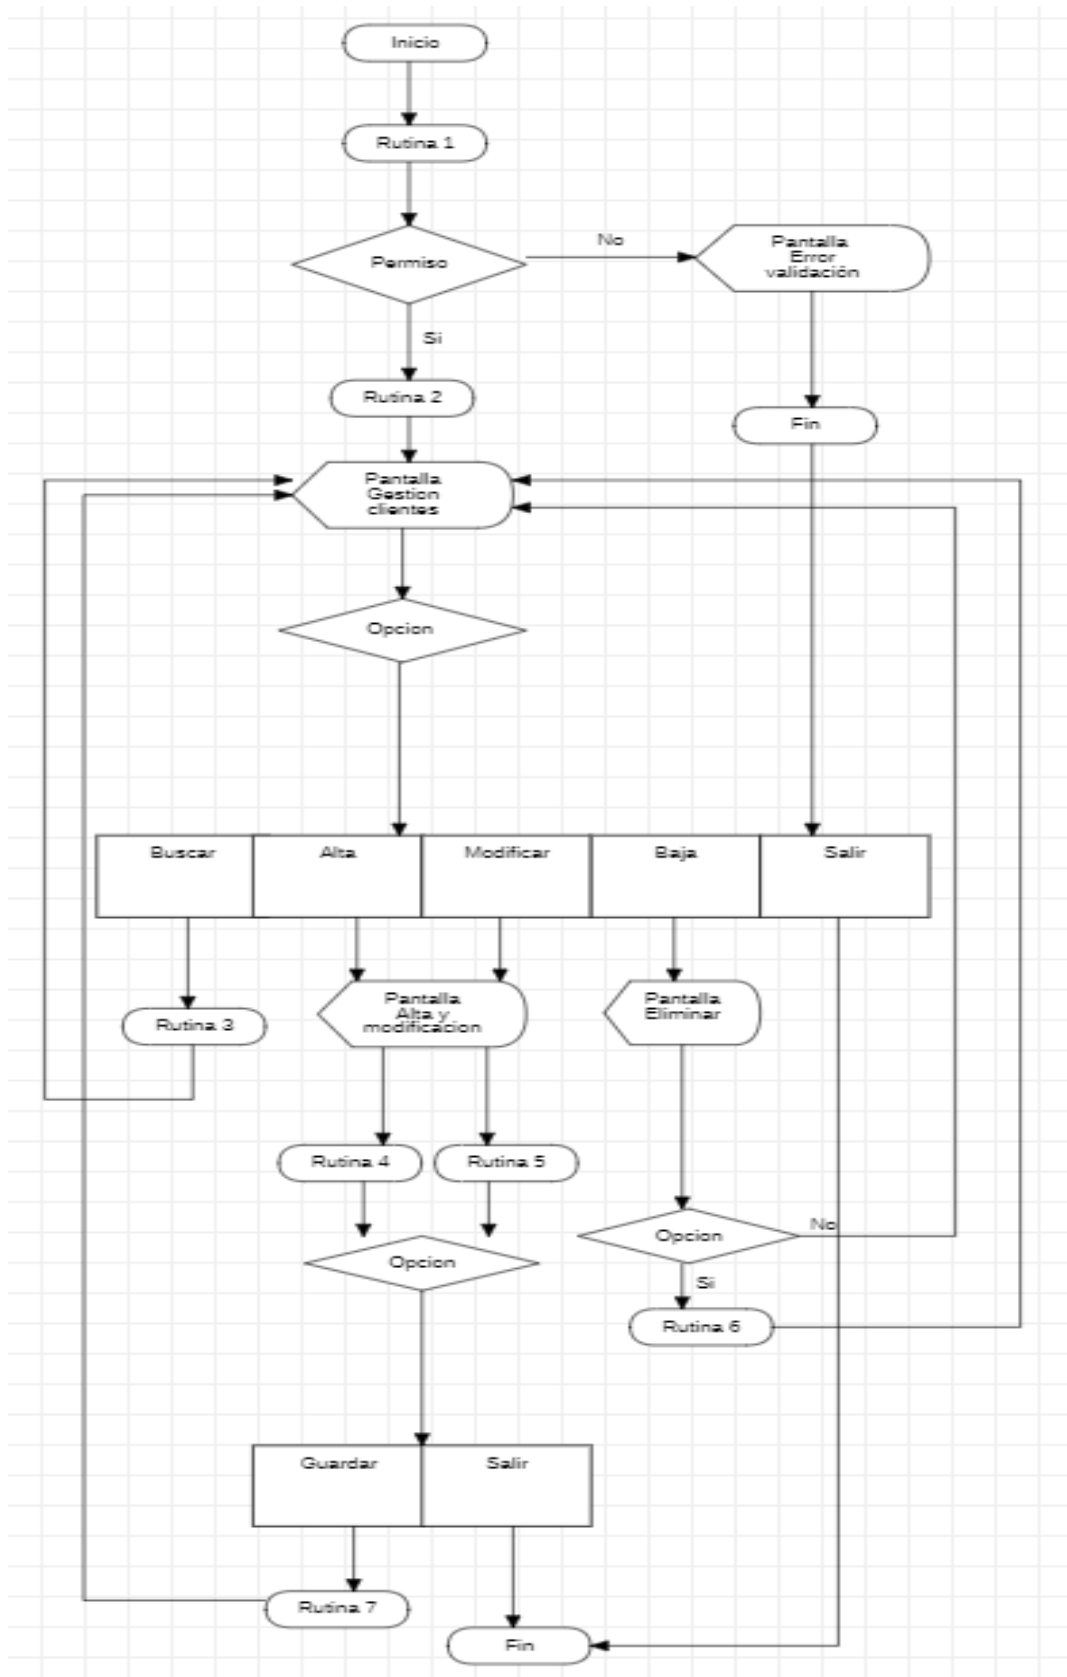 Inicio
Rutina 1
Permiso
No
Pantalla
Error
validación
Si
Rutina 2
Fin
Pantalla
Gestion
clientes
Opcion
Buscar
Alta
Modificar
Baja
Salir
Pantalla
Alta y
modificacion
Pantalla
Eliminar
Rutina 3
Rutina 4
Rutina 5
Opcion
No
Opcion
Si
Rutina 6
Guardar
Salir
Rutina 7
Fin